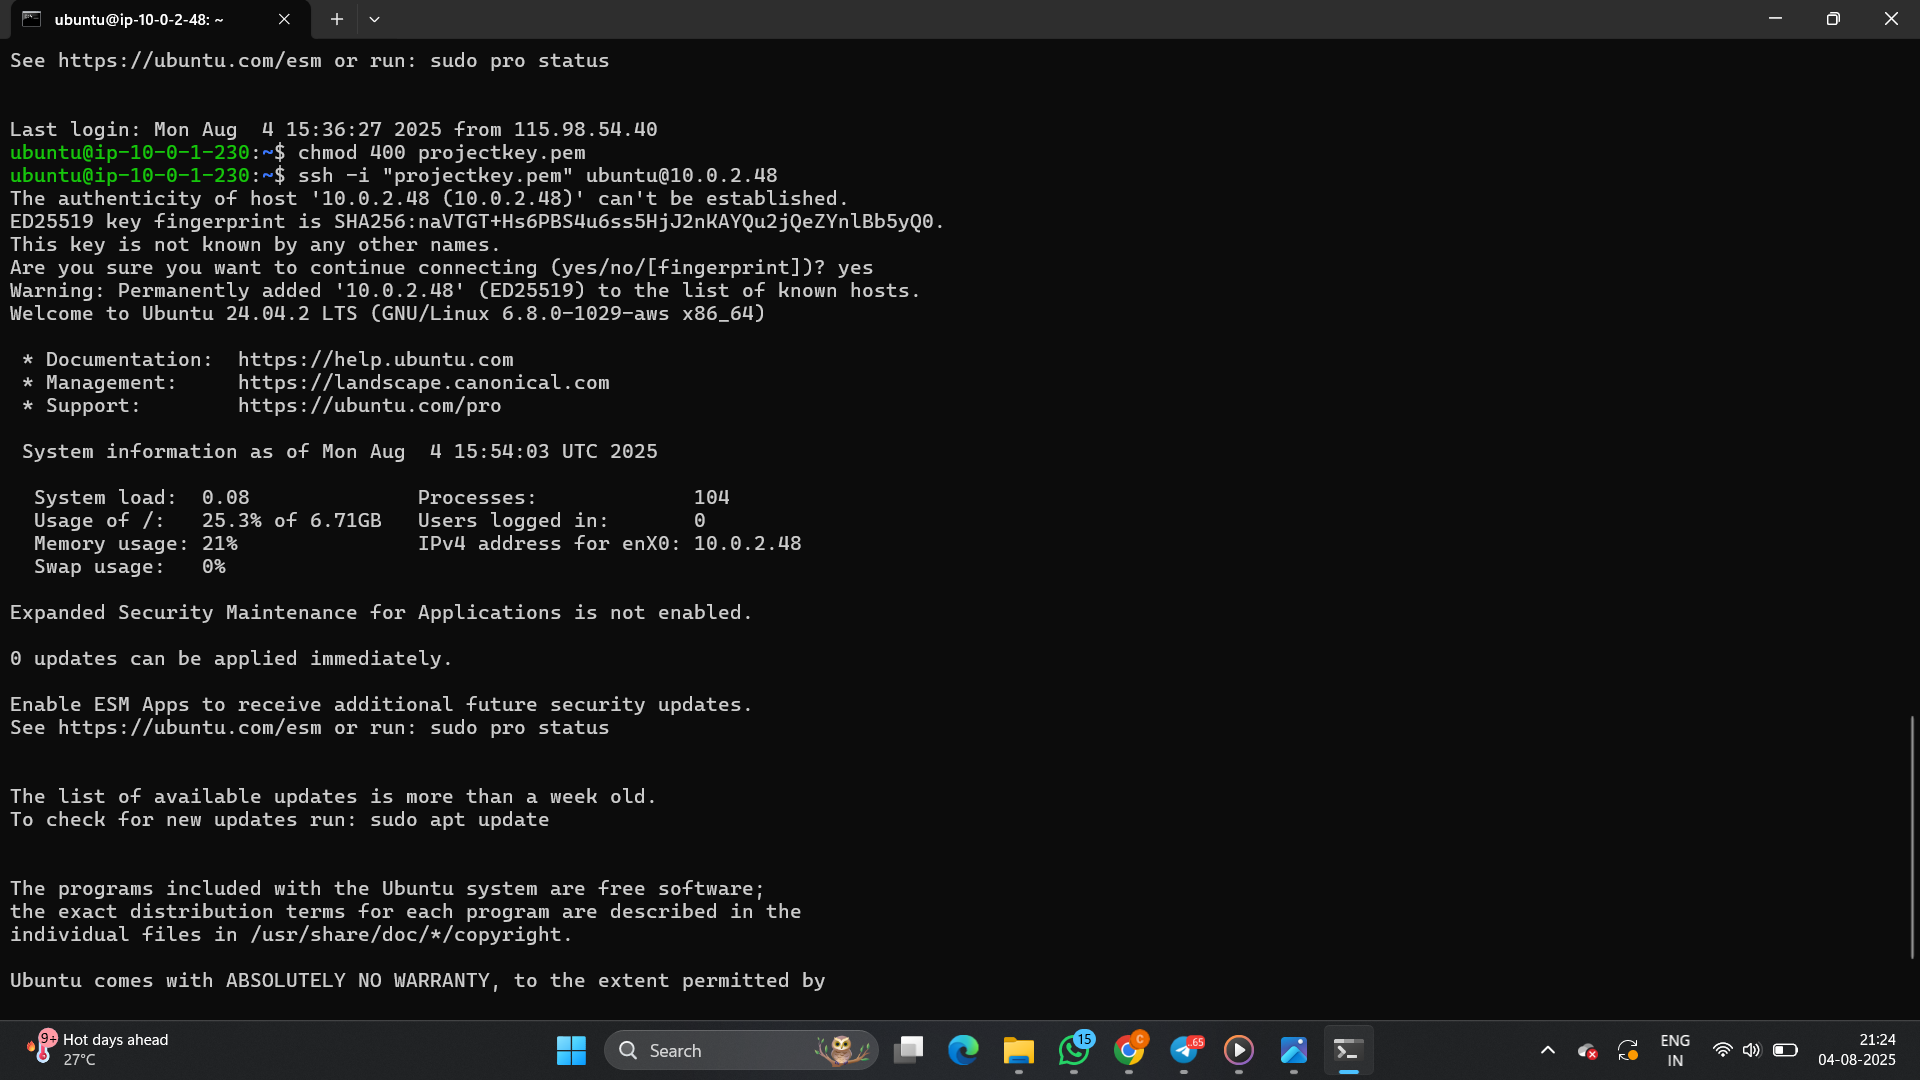 ubuntu@ip-10-0-2-48: ~
See https://ubuntu.com/esm or run: sudo pro status
Last login: Mon Aug  4 15:36:27 2025 from 115.98.54.40
ubuntu@ip-10-0-1-230:~$ chmod 400 projectkey.pem
ubuntu@ip-10-0-1-230:~$ ssh -i "projectkey.pem" ubuntu@10.0.2.48
The authenticity of host '10.0.2.48 (10.0.2.48)' can't be established.
ED25519 key fingerprint is SHA256:naVTGT+Hs6PBS4u6ss5HjJ2nKAYQu2jQeZYnlBb5yQ0.
This key is not known by any other names.
Are you sure you want to continue connecting (yes/no/[fingerprint])? yes
Warning: Permanently added '10.0.2.48' (ED25519) to the list of known hosts.
Welcome to Ubuntu 24.04.2 LTS (GNU/Linux 6.8.0-1029-aws x86_64)
* Documentation:  https://help.ubuntu.com
* Management:     https://landscape.canonical.com
* Support:        https://ubuntu.com/pro
System information as of Mon Aug  4 15:54:03 UTC 2025
System load:  0.08              Processes:             104
Usage of /:   25.3% of 6.71GB   Users logged in:       0
Memory usage: 21%               IPv4 address for enX0: 10.0.2.48
Swap usage:   0%
Expanded Security Maintenance for Applications is not enabled.
0 updates can be applied immediately.
Enable ESM Apps to receive additional future security updates.
See https://ubuntu.com/esm or run: sudo pro status
The list of available updates is more than a week old.
To check for new updates run: sudo apt update
The programs included with the Ubuntu system are free software;
the exact distribution terms for each program are described in the
individual files in /usr/share/doc/*/copyright.
Ubuntu comes with ABSOLUTELY NO WARRANTY, to the extent permitted by
9+
Hot days ahead
27°C
Search
15
C
.65
ENG
IN
21:24
04-08-2025